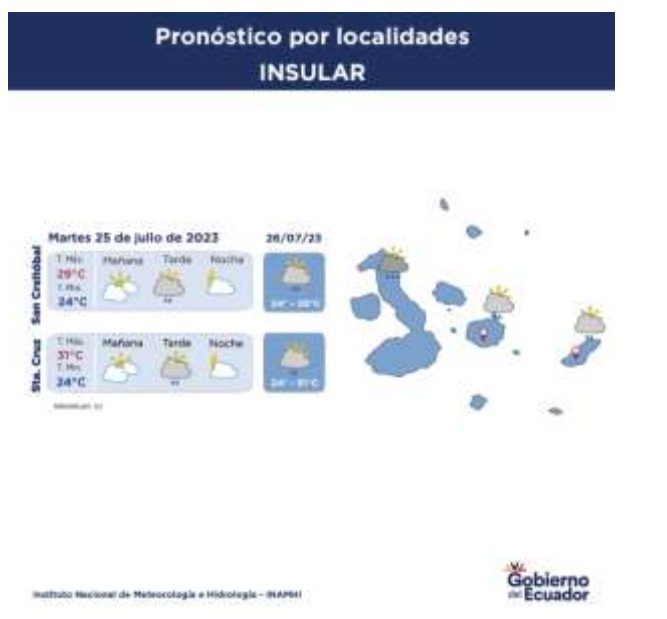 Pronóstico por localidades
INSULAR
Martes 25 de julio de 2023
26/07/23
San Cristóbal
T. Máx.
29°C
T. Mín.
24°C
Mañana
Tarde
Noche
Sta. Cruz
T. Máx.
31°C
T. Mín.
24°C
Mañana
Tarde
Noche
Instituto Nacional de Meteorología e Hidrología - INAMHI
Gobierno
del Ecuador